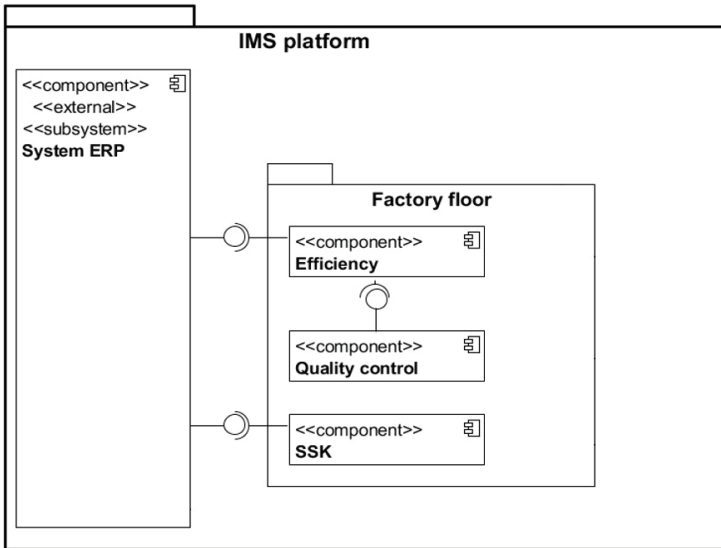 IMS platform
<<component>>
<<external>>
<<subsystem>>
System ERP
Factory floor
<<component>>
Efficiency
<<component>>
Quality control
<<component>>
SSK